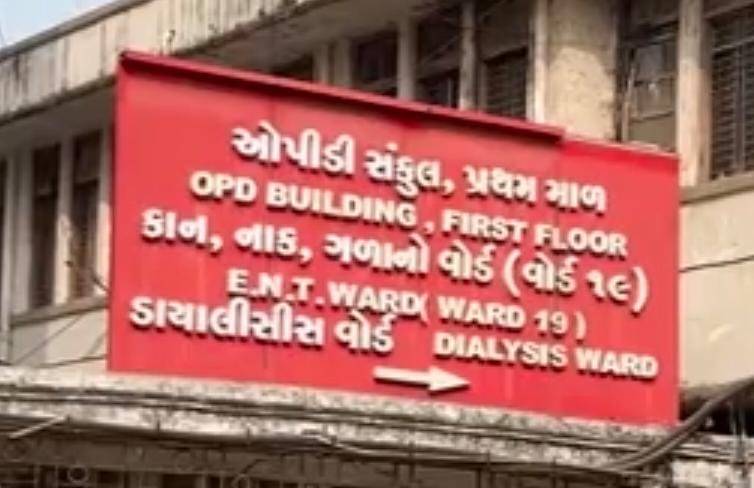 ઓપીડી સંકુલ, પ્રથમ માળ
OPD BUILDING , FIRST FLOOR
કાન, નાક, ગળાનો વોર્ડ (વોર્ડ ૧૯)
E.N.T. WARD( WARD 19 )
ડાયાલીસીસ વોર્ડ DIALYSIS WARD